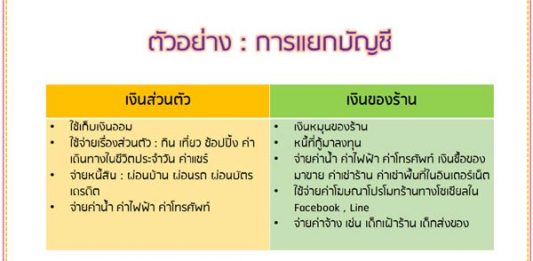 ตัวอย่าง : การแยกบัญชี
เงินส่วนตัว
• ใช้เก็บเงินออม
• ใช้จ่ายเรื่องส่วนตัว : กิน เที่ยว ช้อปปิ้ง ค่า
เดินทางในชีวิตประจำวัน ค่าแชร์
• จ่ายหนี้สิน : ผ่อนบ้าน ผ่อนรถ ผ่อนบัตร
เครดิต
• จ่ายค่าน้ำ ค่าไฟฟ้า ค่าโทรศัพท์
เงินของร้าน
• เงินหมุนของร้าน
• หนี้ที่กู้มาลงทุน
• จ่ายค่าน้ำ ค่าไฟฟ้า ค่าโทรศัพท์ เงินซื้อของ
มาขาย ค่าเช่าร้าน ค่าเช่าพื้นที่ในอินเตอร์เน็ต
• ใช้จ่ายค่าโฆษณาโปรโมทร้านทางโซเชียลใน
Facebook , Line
• จ่ายค่าจ้าง เช่น เด็กเฝ้าร้าน เด็กส่งของ